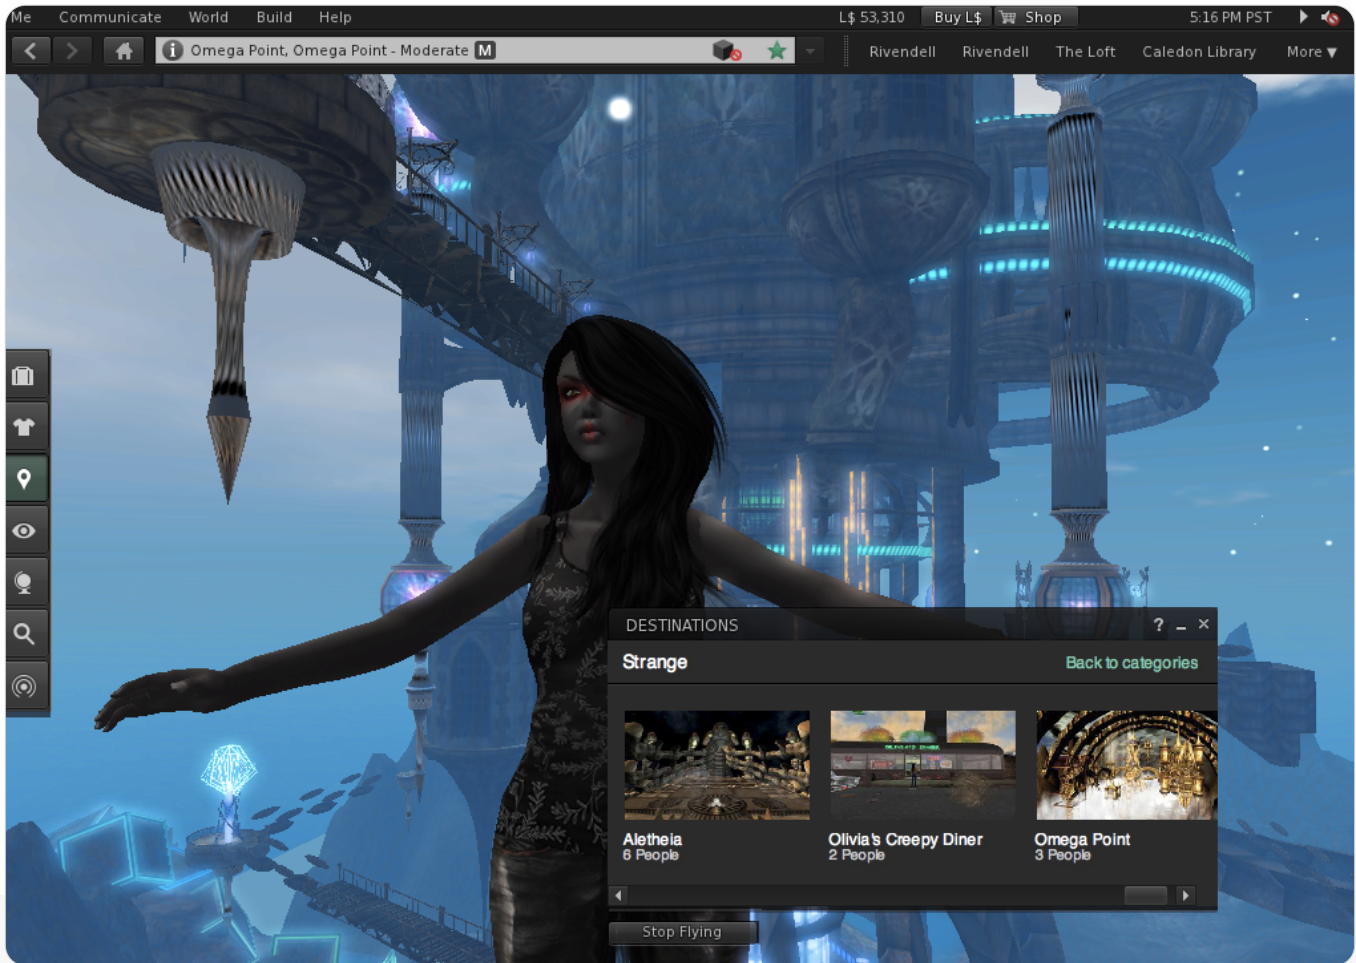 Me Communicate World Build Help L$ 53,310 Buy L$ Shop 5:16 PM PST
Omega Point, Omega Point - Moderate M Rivendell Rivendell The Loft Caledon Library More
DESTINATIONS ?
Strange Back to categories
Aletheia Olivia's Creepy Diner Omega Point
6 People 2 People 3 People
Stop Flying